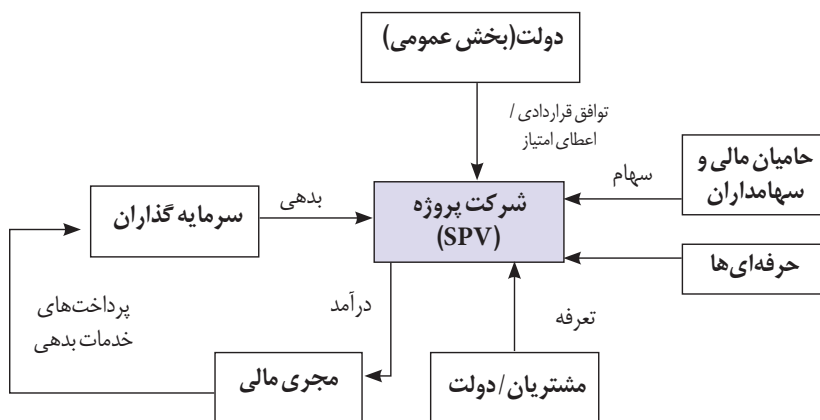 دولت(بخش عمومی)
توافق قراردادی /
اعطای امتیاز
حامیان مالی و
سهامداران
سهام
شرکت پروژه
(SPV)
بدهی
سرمایه گذاران
حرفه‌ای‌ها
تعرفه
درآمد
پرداخت‌های
خدمات بدهی
مشتریان/دولت
مجری مالی